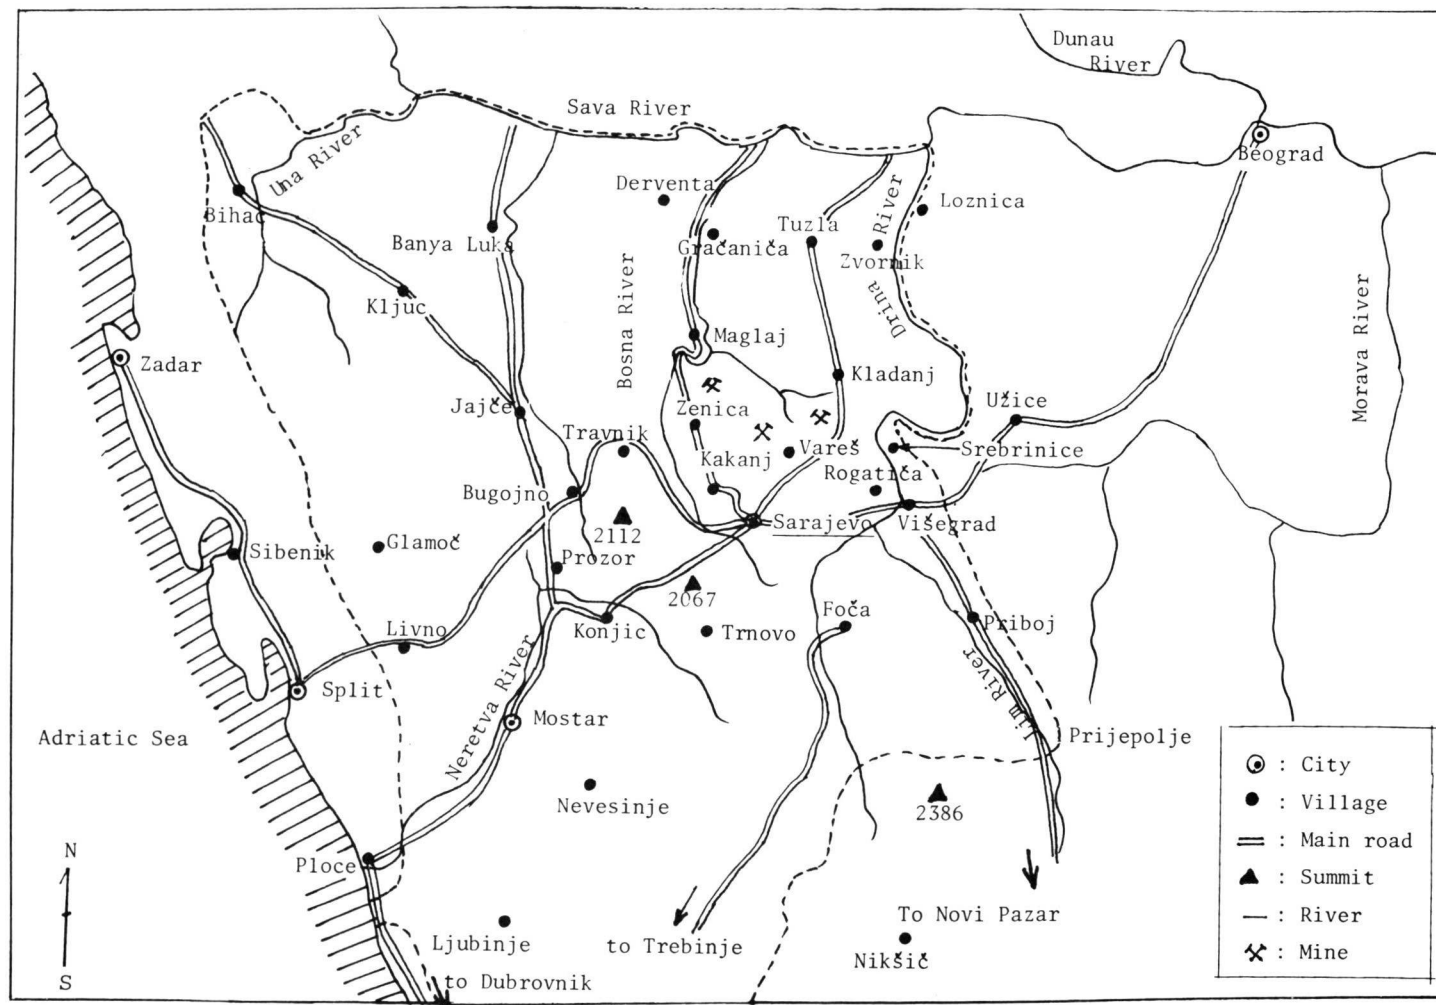 Dunau
River
Sava River
Beograd
Una River
Derventa
River
Loznica
Bihac
Banya Luka
Gračaniča
Tuzla
Zvornik
Kljuc
Bosna River
Drina
Morava River
Maglaj
Zadar
Kladanj
Jajče
Zenica
Užice
Travnik
Vareš
Srebrinice
Kakanj
Rogatiča
Bugojno
2112
Sarajevo
Višegrad
Sibenik
Glamoč
Prozor
2067
Foča
Livno
Konjic
Trnovo
Priboj
Split
Neretva River
Mostar
Lim River
Prijepolje
Adriatic Sea
Nevesinje
2386
Ploce
N
S
Ljubinje
to Trebinje
To Novi Pazar
Nikšič
to Dubrovnik
: City
: Village
: Main road
: Summit
: River
: Mine